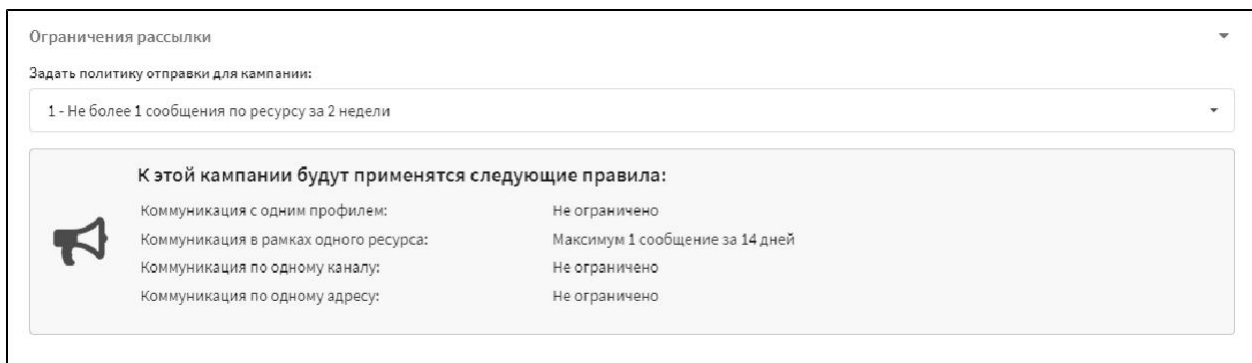 Ограничения рассылки
Задать политику отправки для кампании:
1 - Не более 1 сообщения по ресурсу за 2 недели
К этой кампании будут применятся следующие правила:
Коммуникация с одним профилем: Не ограничено
Коммуникация в рамках одного ресурса: Максимум 1 сообщение за 14 дней
Коммуникация по одному каналу: Не ограничено
Коммуникация по одному адресу: Не ограничено